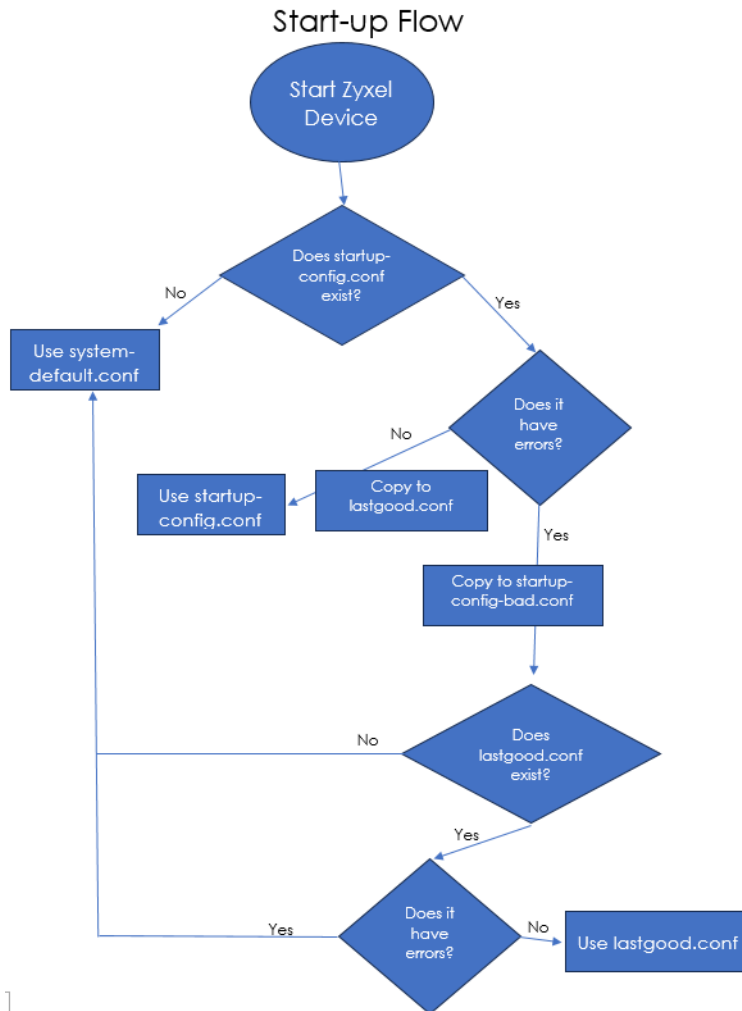 Start-up Flow
Start Zyxel
Device
Does startup-
config.conf
exist?
No
Yes
Use system-
default.conf
Does it
have
errors?
No
Copy to
lastgood.conf
Use startup-
config.conf
Yes
Copy to startup-
config-bad.conf
Does
lastgood.conf
exist?
No
Yes
Does it
have
errors?
Yes
No
Use lastgood.conf